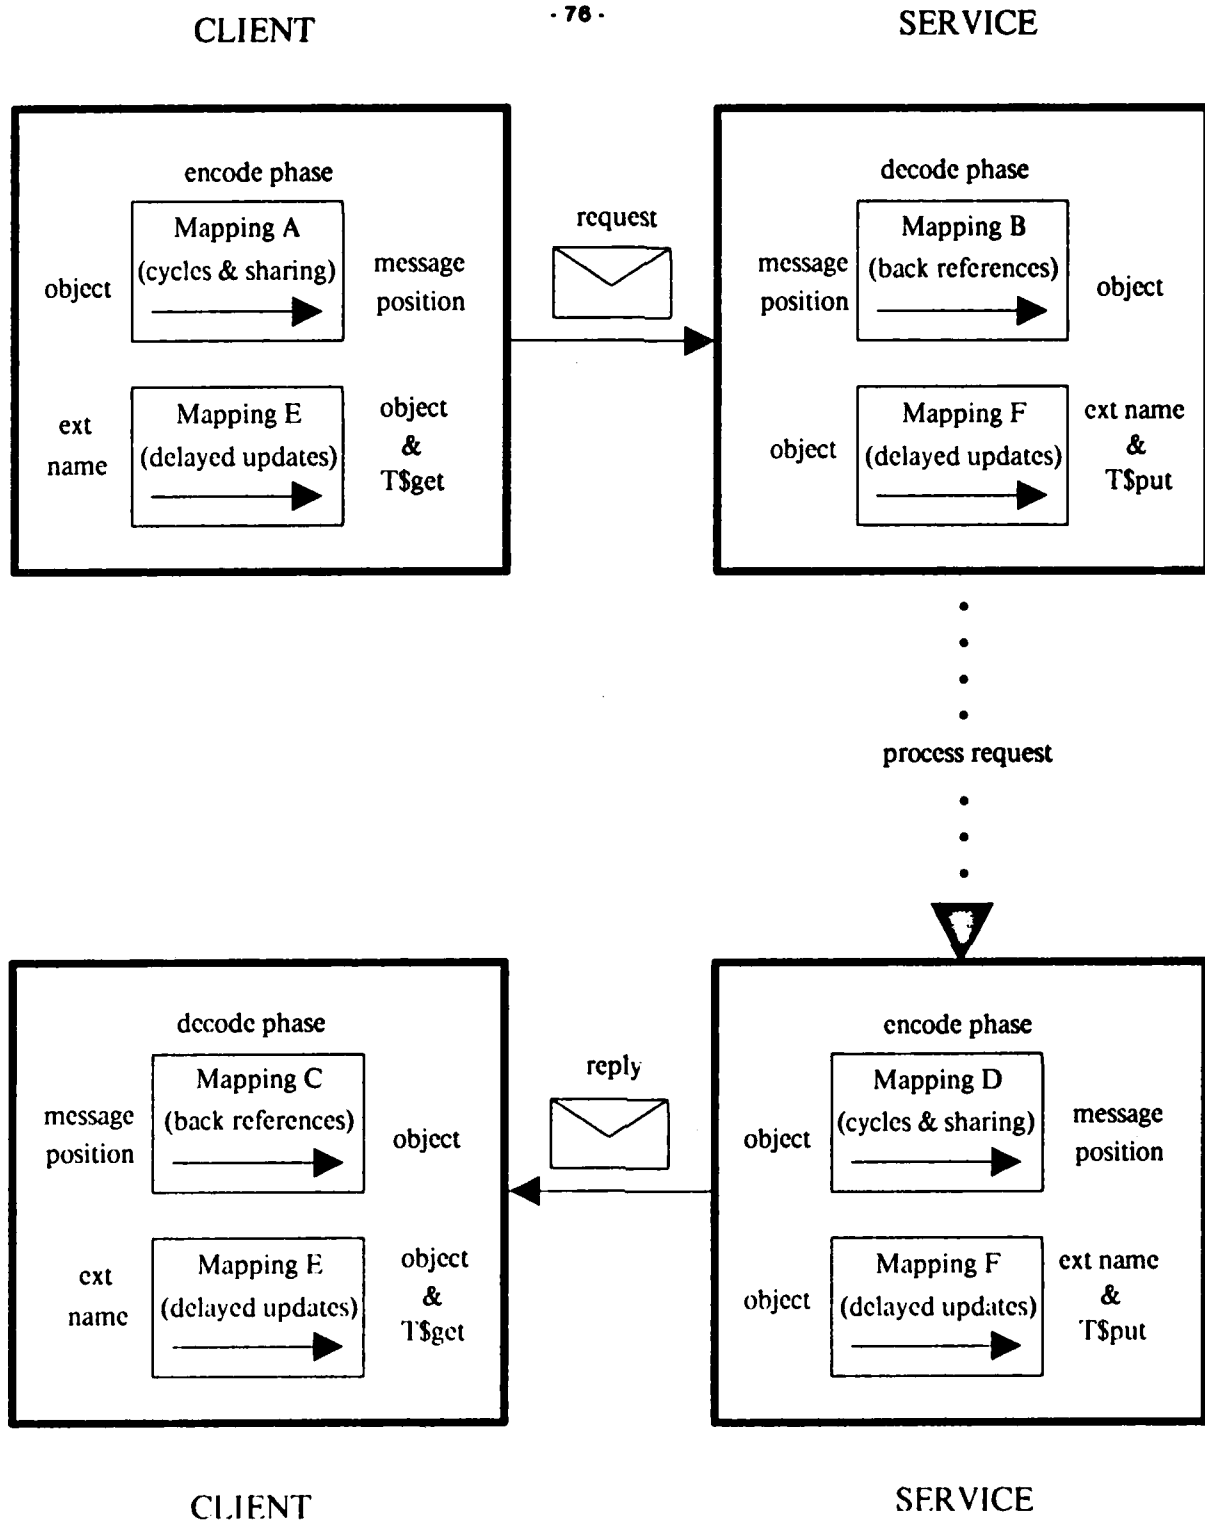 - 76 -
CLIENT
SERVICE
encode phase
Mapping A
(cycles & sharing)
object
message
position
ext
name
Mapping E
(delayed updates)
object
&
T$get
request
decode phase
message
position
Mapping B
(back references)
object
object
Mapping F
(delayed updates)
ext name
&
T$put
process request
decode phase
message
position
Mapping C
(back references)
object
ext
name
Mapping E
(delayed updates)
object
&
T$get
reply
encode phase
object
Mapping D
(cycles & sharing)
message
position
object
Mapping F
(delayed updates)
ext name
&
T$put
CLIENT
SERVICE